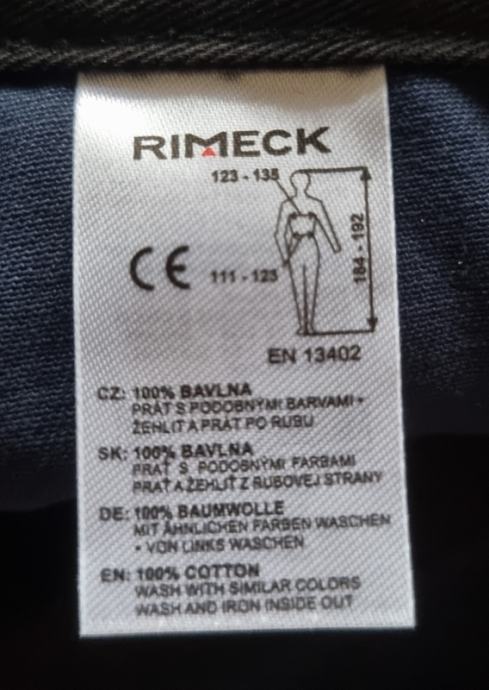 RIMECK
123 - 135
CE
111 - 123
184 - 192
EN 13402
CZ: 100% BAVLNA
PRÁT S PODOBNÝMI BARVAMI •
ŽEHLIT A PRÁT PO RUBU
SK: 100% BAVLNA
PRAŤ S PODOBNÝMI FARBAMI
PRAŤ A ŽEHLIŤ Z RUBOVEJ STRANY
DE: 100% BAUMWOLLE
MIT ÄHNLICHEN FARBEN WASCHEN
• VON LINKS WASCHEN
EN: 100% COTTON
WASH WITH SIMILAR COLORS
WASH AND IRON INSIDE OUT